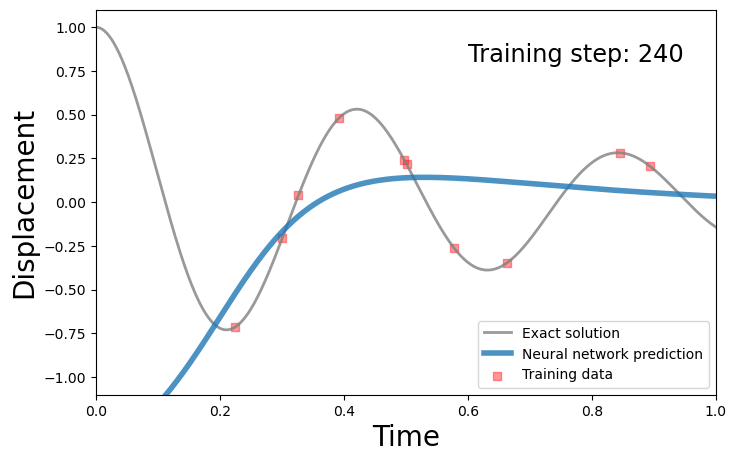 Training step: 240
Displacement
1.00
0.75
0.50
0.25
0.00
−0.25
−0.50
−0.75
−1.00
Exact solution
Neural network prediction
Training data
0.0 0.2 0.4 0.6 0.8 1.0
Time